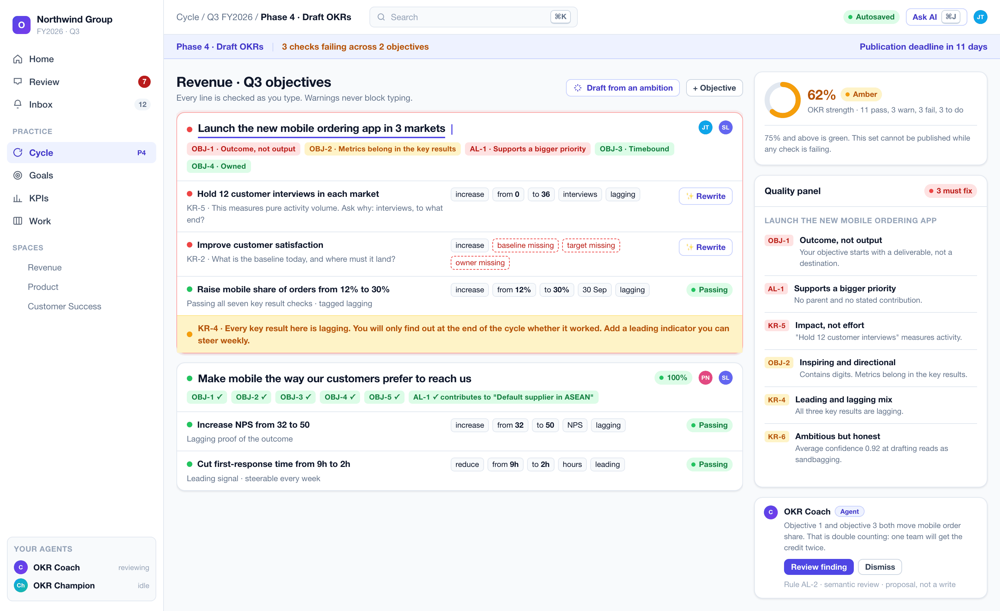 O
Northwind Group
FY2026 · Q3
Home
Review
7
Inbox
12
PRACTICE
Cycle
P4
Goals
KPIs
Work
SPACES
Revenue
Product
Customer Success
YOUR AGENTS
C
OKR Coach
reviewing
Ch
OKR Champion
idle
Cycle / Q3 FY2026 / Phase 4 · Draft OKRs
Search
⌘K
Autosaved
Ask AI
⌘J
JT
Phase 4 · Draft OKRs
3 checks failing across 2 objectives
Publication deadline in 11 days
Revenue · Q3 objectives
Every line is checked as you type. Warnings never block typing.
Draft from an ambition
+ Objective
Launch the new mobile ordering app in 3 markets
JT
SL
OBJ-1 · Outcome, not output
OBJ-2 · Metrics belong in the key results
AL-1 · Supports a bigger priority
OBJ-3 · Timebound
OBJ-4 · Owned
Hold 12 customer interviews in each market
KR-5 · This measures pure activity volume. Ask why: interviews, to what
end?
increase
from 0
to 36
interviews
lagging
✨ Rewrite
Improve customer satisfaction
KR-2 · What is the baseline today, and where must it land?
increase
baseline missing
target missing
owner missing
✨ Rewrite
Raise mobile share of orders from 12% to 30%
Passing all seven key result checks · tagged lagging
increase
from 12%
to 30%
30 Sep
lagging
Passing
KR-4 · Every key result here is lagging. You will only find out at the end of the cycle whether it worked. Add a leading indicator you can
steer weekly.
Make mobile the way our customers prefer to reach us
100%
PN
SL
OBJ-1 ✓
OBJ-2 ✓
OBJ-3 ✓
OBJ-4 ✓
OBJ-5 ✓
AL-1 ✓ contributes to "Default supplier in ASEAN"
Increase NPS from 32 to 50
Lagging proof of the outcome
increase
from 32
to 50
NPS
lagging
Passing
Cut first-response time from 9h to 2h
Leading signal · steerable every week
reduce
from 9h
to 2h
hours
leading
Passing
62%
Amber
OKR strength · 11 pass, 3 warn, 3 fail, 3 to do
75% and above is green. This set cannot be published while
any check is failing.
Quality panel
3 must fix
LAUNCH THE NEW MOBILE ORDERING APP
OBJ-1
Outcome, not output
Your objective starts with a deliverable, not a
destination.
AL-1
Supports a bigger priority
No parent and no stated contribution.
KR-5
Impact, not effort
"Hold 12 customer interviews" measures activity.
OBJ-2
Inspiring and directional
Contains digits. Metrics belong in the key results.
KR-4
Leading and lagging mix
All three key results are lagging.
KR-6
Ambitious but honest
Average confidence 0.92 at drafting reads as
sandbagging.
C
OKR Coach
Agent
Objective 1 and objective 3 both move mobile order
share. That is double counting: one team will get the
credit twice.
Review finding
Dismiss
Rule AL-2 · semantic review · proposal, not a write